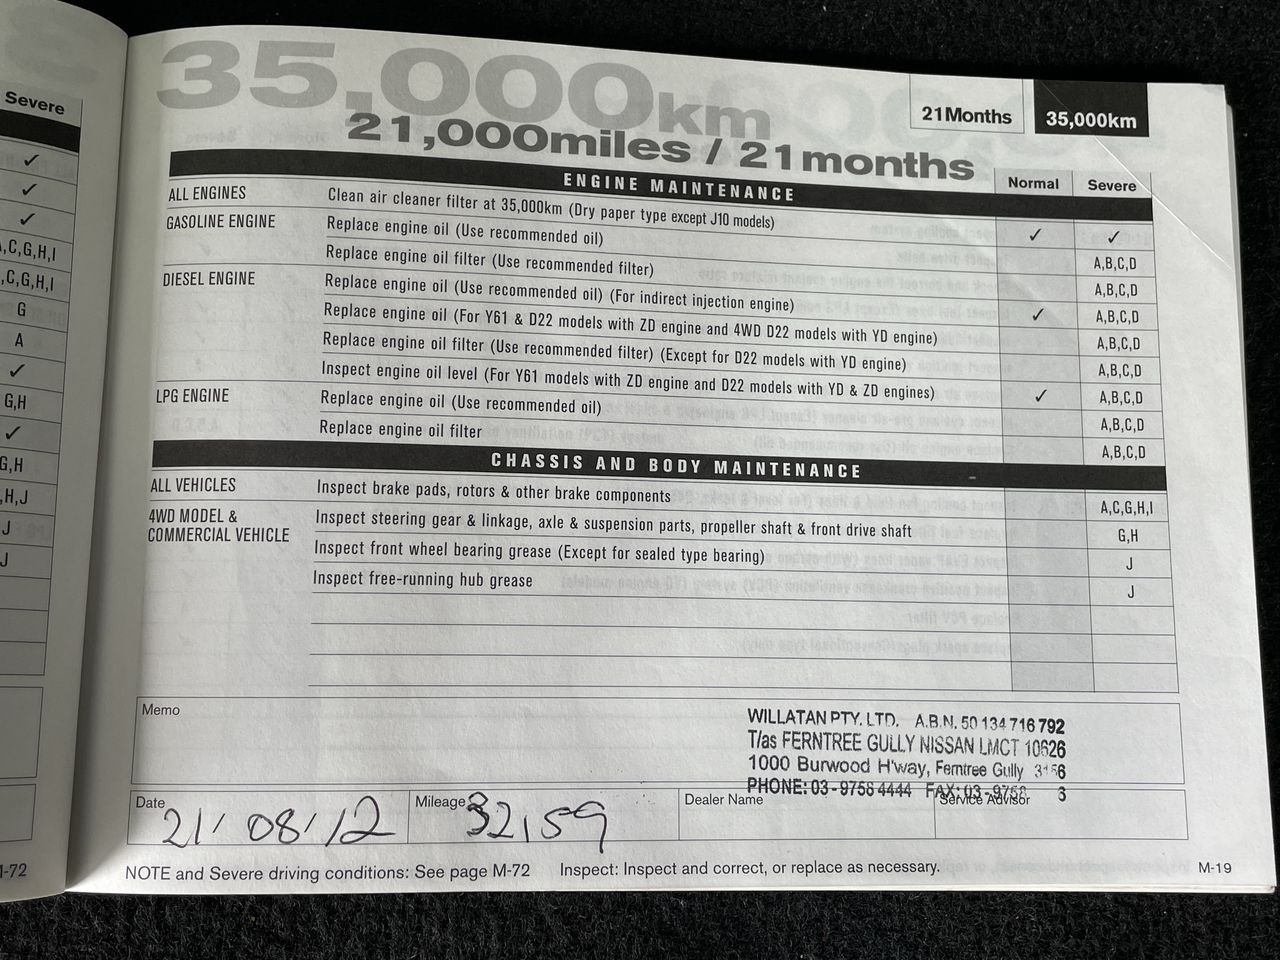 Severe
✓
✓
✓
A,C,G,H,I
A,C,G,H,I
G
A
✓
G,H
✓
G,H
G,H,J
J
J
M-72
35,000km
21,000miles / 21months
21Months
35,000km
ENGINE MAINTENANCE
Normal Severe
ALL ENGINES Clean air cleaner filter at 35,000km (Dry paper type except J10 models) ✓ ✓
GASOLINE ENGINE Replace engine oil (Use recommended oil) A,B,C,D
Replace engine oil filter (Use recommended filter) A,B,C,D
DIESEL ENGINE Replace engine oil (Use recommended oil) (For indirect injection engine) ✓ A,B,C,D
Replace engine oil (For Y61 & D22 models with ZD engine and 4WD D22 models with YD engine) A,B,C,D
Replace engine oil filter (Use recommended filter) (Except for D22 models with YD engine) A,B,C,D
Inspect engine oil level (For Y61 models with ZD engine and D22 models with YD & ZD engines) ✓ A,B,C,D
LPG ENGINE Replace engine oil (Use recommended oil) A,B,C,D
Replace engine oil filter A,B,C,D
CHASSIS AND BODY MAINTENANCE
ALL VEHICLES Inspect brake pads, rotors & other brake components A,C,G,H,I
4WD MODEL & COMMERCIAL VEHICLE Inspect steering gear & linkage, axle & suspension parts, propeller shaft & front drive shaft G,H
Inspect front wheel bearing grease (Except for sealed type bearing) J
Inspect free-running hub grease J
Memo
WILLATAN PTY. LTD. A.B.N. 50 134 716 792
T/as FERNTREE GULLY NISSAN LMCT 10626
1000 Burwood H'way, Ferntree Gully 3156
PHONE: 03 - 9758 4444 FAX: 03 - 9758
Date 21/08/12
Mileage 32,159
Dealer Name
Service Advisor
NOTE and Severe driving conditions: See page M-72 Inspect: Inspect and correct, or replace as necessary.
M-19